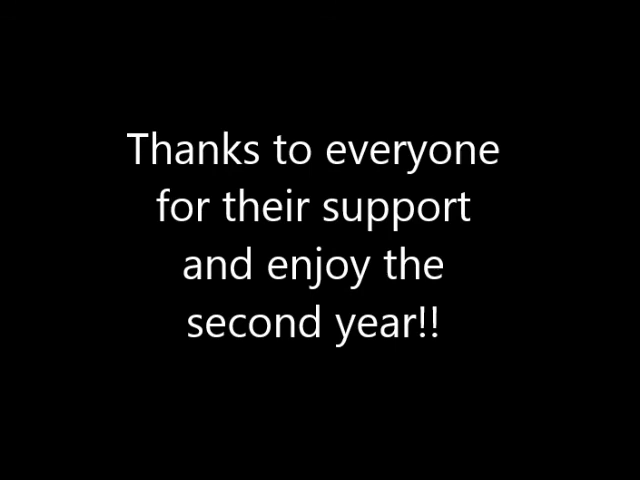 Thanks to everyone
for their support
and enjoy the
second year!!